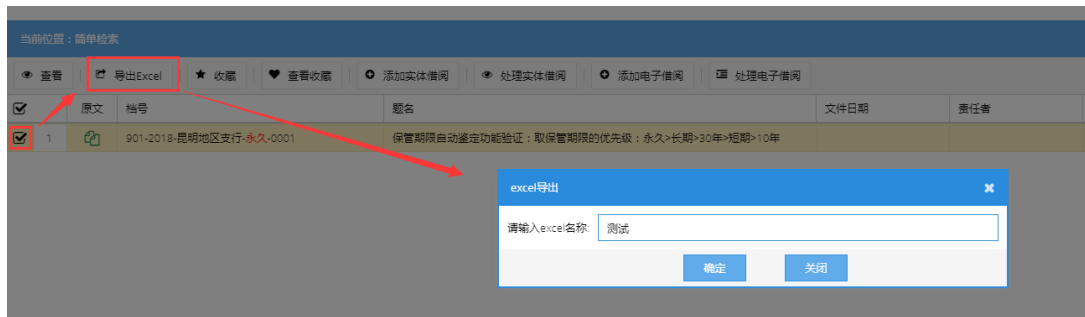 当前位置：简单检索
查看 导出Excel 收藏 查看收藏 添加实体借阅 处理实体借阅 添加电子借阅 处理电子借阅
原文 档号 题名 文件日期 责任者
1 901-2018-昆明地区支行-永久-0001 保管期限自动鉴定功能验证：取保管期限的优先级：永久>长期>30年>短期>10年
excel导出
请输入excel名称: 测试
确定 关闭